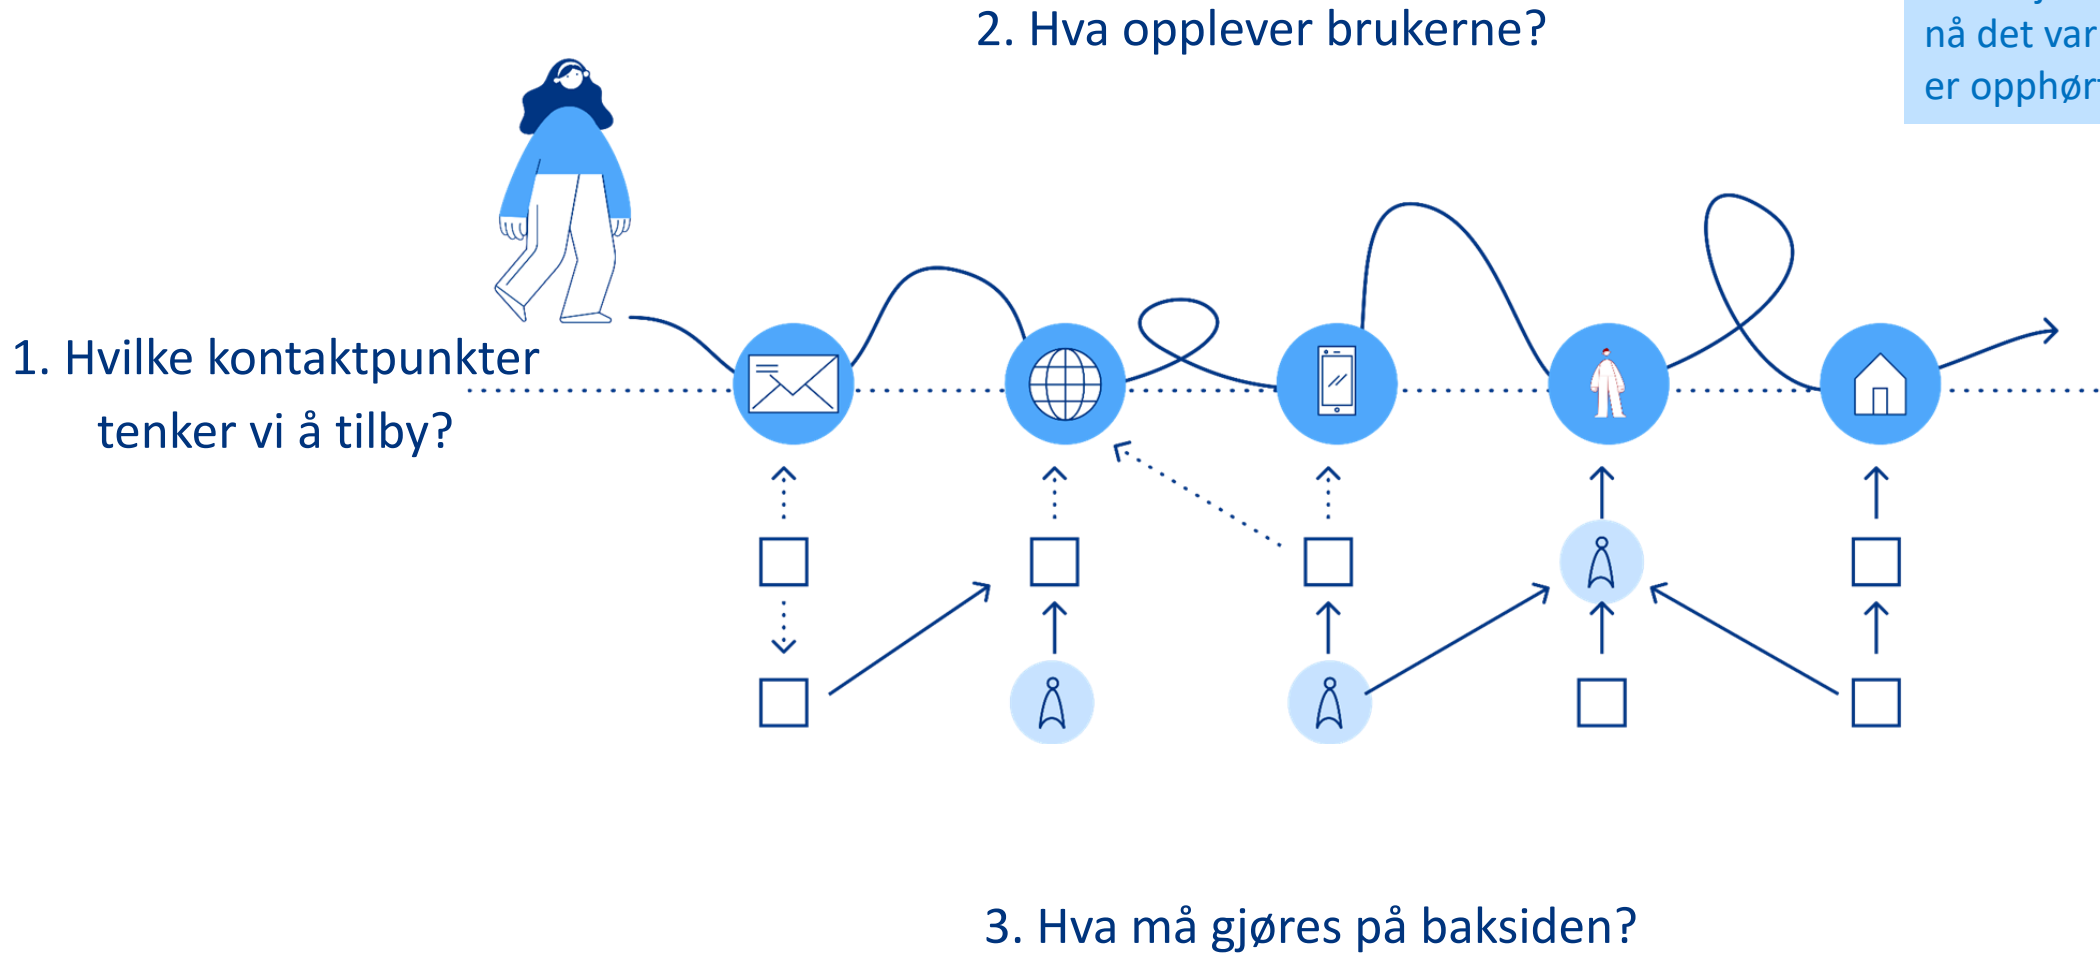 2. Hva opplever brukerne?
nå det var
er opphørt
1. Hvilke kontaktpunkter
tenker vi å tilby?
3. Hva må gjøres på baksiden?